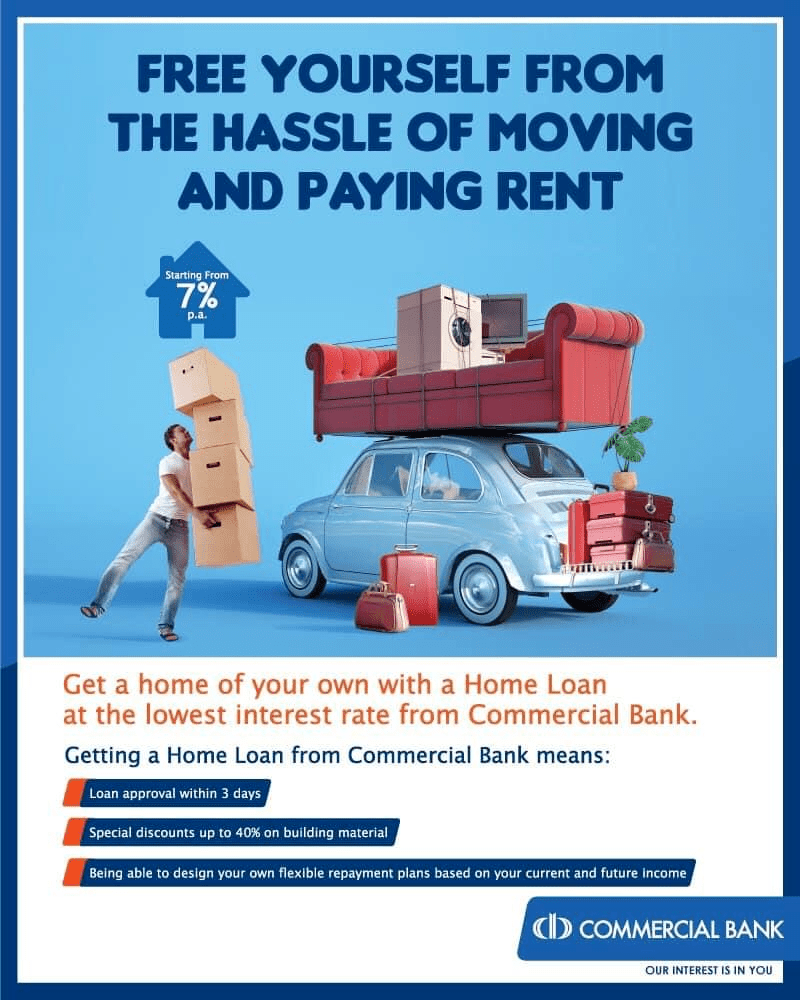 FREE YOURSELF FROM
THE HASSLE OF MOVING
AND PAYING RENT
Starting From
7%
p.a.
Get a home of your own with a Home Loan
at the lowest interest rate from Commercial Bank.
Getting a Home Loan from Commercial Bank means:
Loan approval within 3 days
Special discounts up to 40% on building material
Being able to design your own flexible repayment plans based on your current and future income
COMMERCIAL BANK
OUR INTEREST IS IN YOU